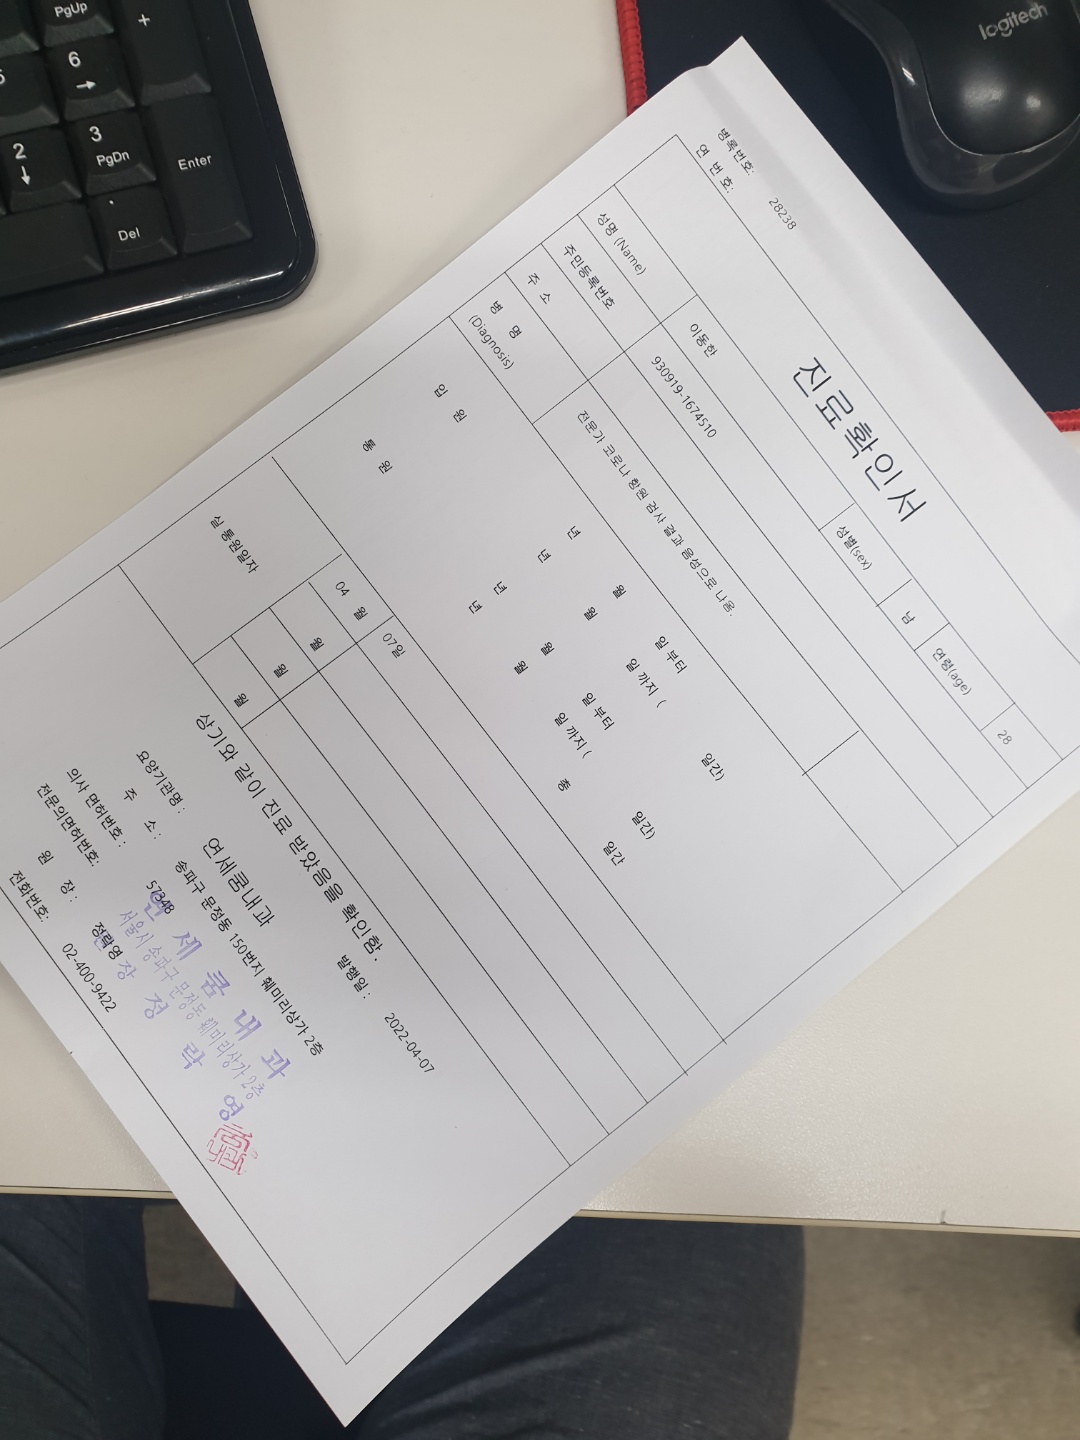 병록번호: 28238
연 번 호:
진료확인서
성명 (Name) 이동한 성별(sex) 남 연령(age) 28
주민등록번호 930919-1674510
주 소
병 명 (Diagnosis) 전문가 코로나 항원 검사 결과 음성으로 나옴.
입 원 년 월 일 부터
년 월 일 까지 ( 일간)
통 원 년 월 일 부터
년 월 일 까지 ( 일간)
총 일간
실 통원일자 04 월 07일
월
월
월
상기와 같이 진료 받았음을 확인함.
발행일 : 2022-04-07
요양기관명 : 연세쿰내과
주 소 : 송파구 문정동 150번지 훼미리상가 2층
의사 면허번호 : 57348
전문의면허번호:
원 장 : 정락영
전화번호: 02-400-9422
연세쿰내과
서울시 송파구 문정동 훼미리상가 2층
원장 정 락 영
logitech
PgUp
+
5
6
→
2
↓
3
PgDn
Enter
.
Del